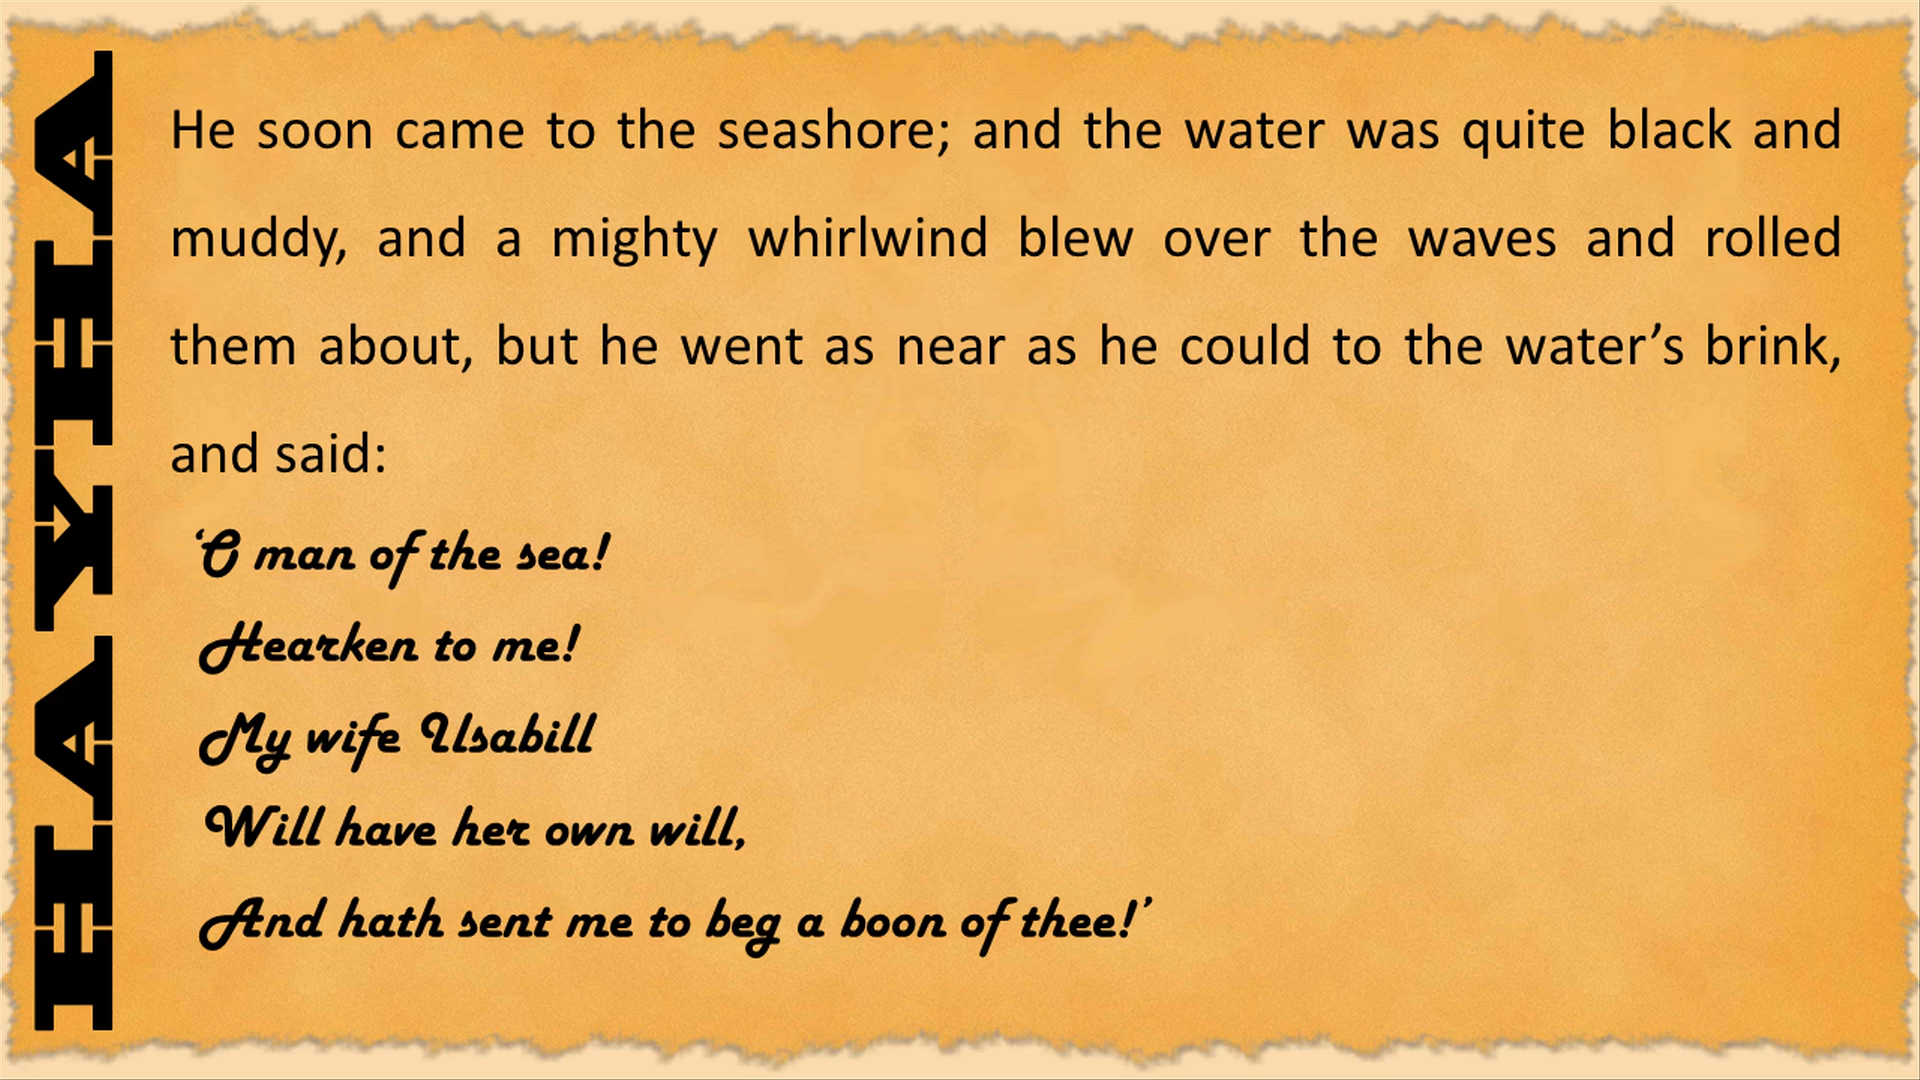 HAYHA
He soon came to the seashore; and the water was quite black and
muddy, and a mighty whirlwind blew over the waves and rolled
them about, but he went as near as he could to the water’s brink,
and said:
‘O man of the sea!
Hearken to me!
My wife Ilsabill
Will have her own will,
And hath sent me to beg a boon of thee!’